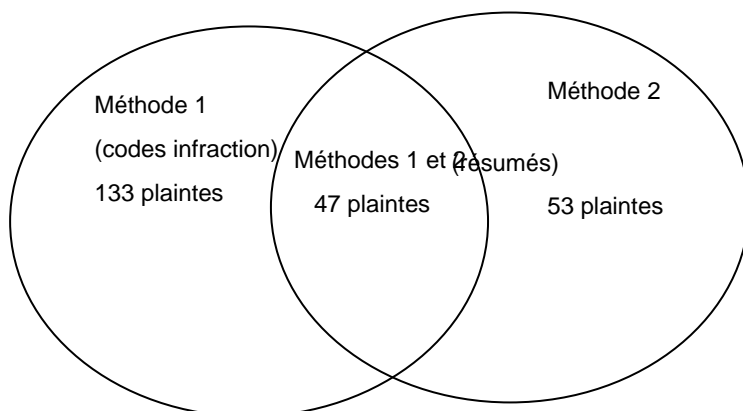 Méthode 1
(codes infraction)
133 plaintes
Méthodes 1 et 2
47 plaintes
Méthode 2
(résumés)
53 plaintes